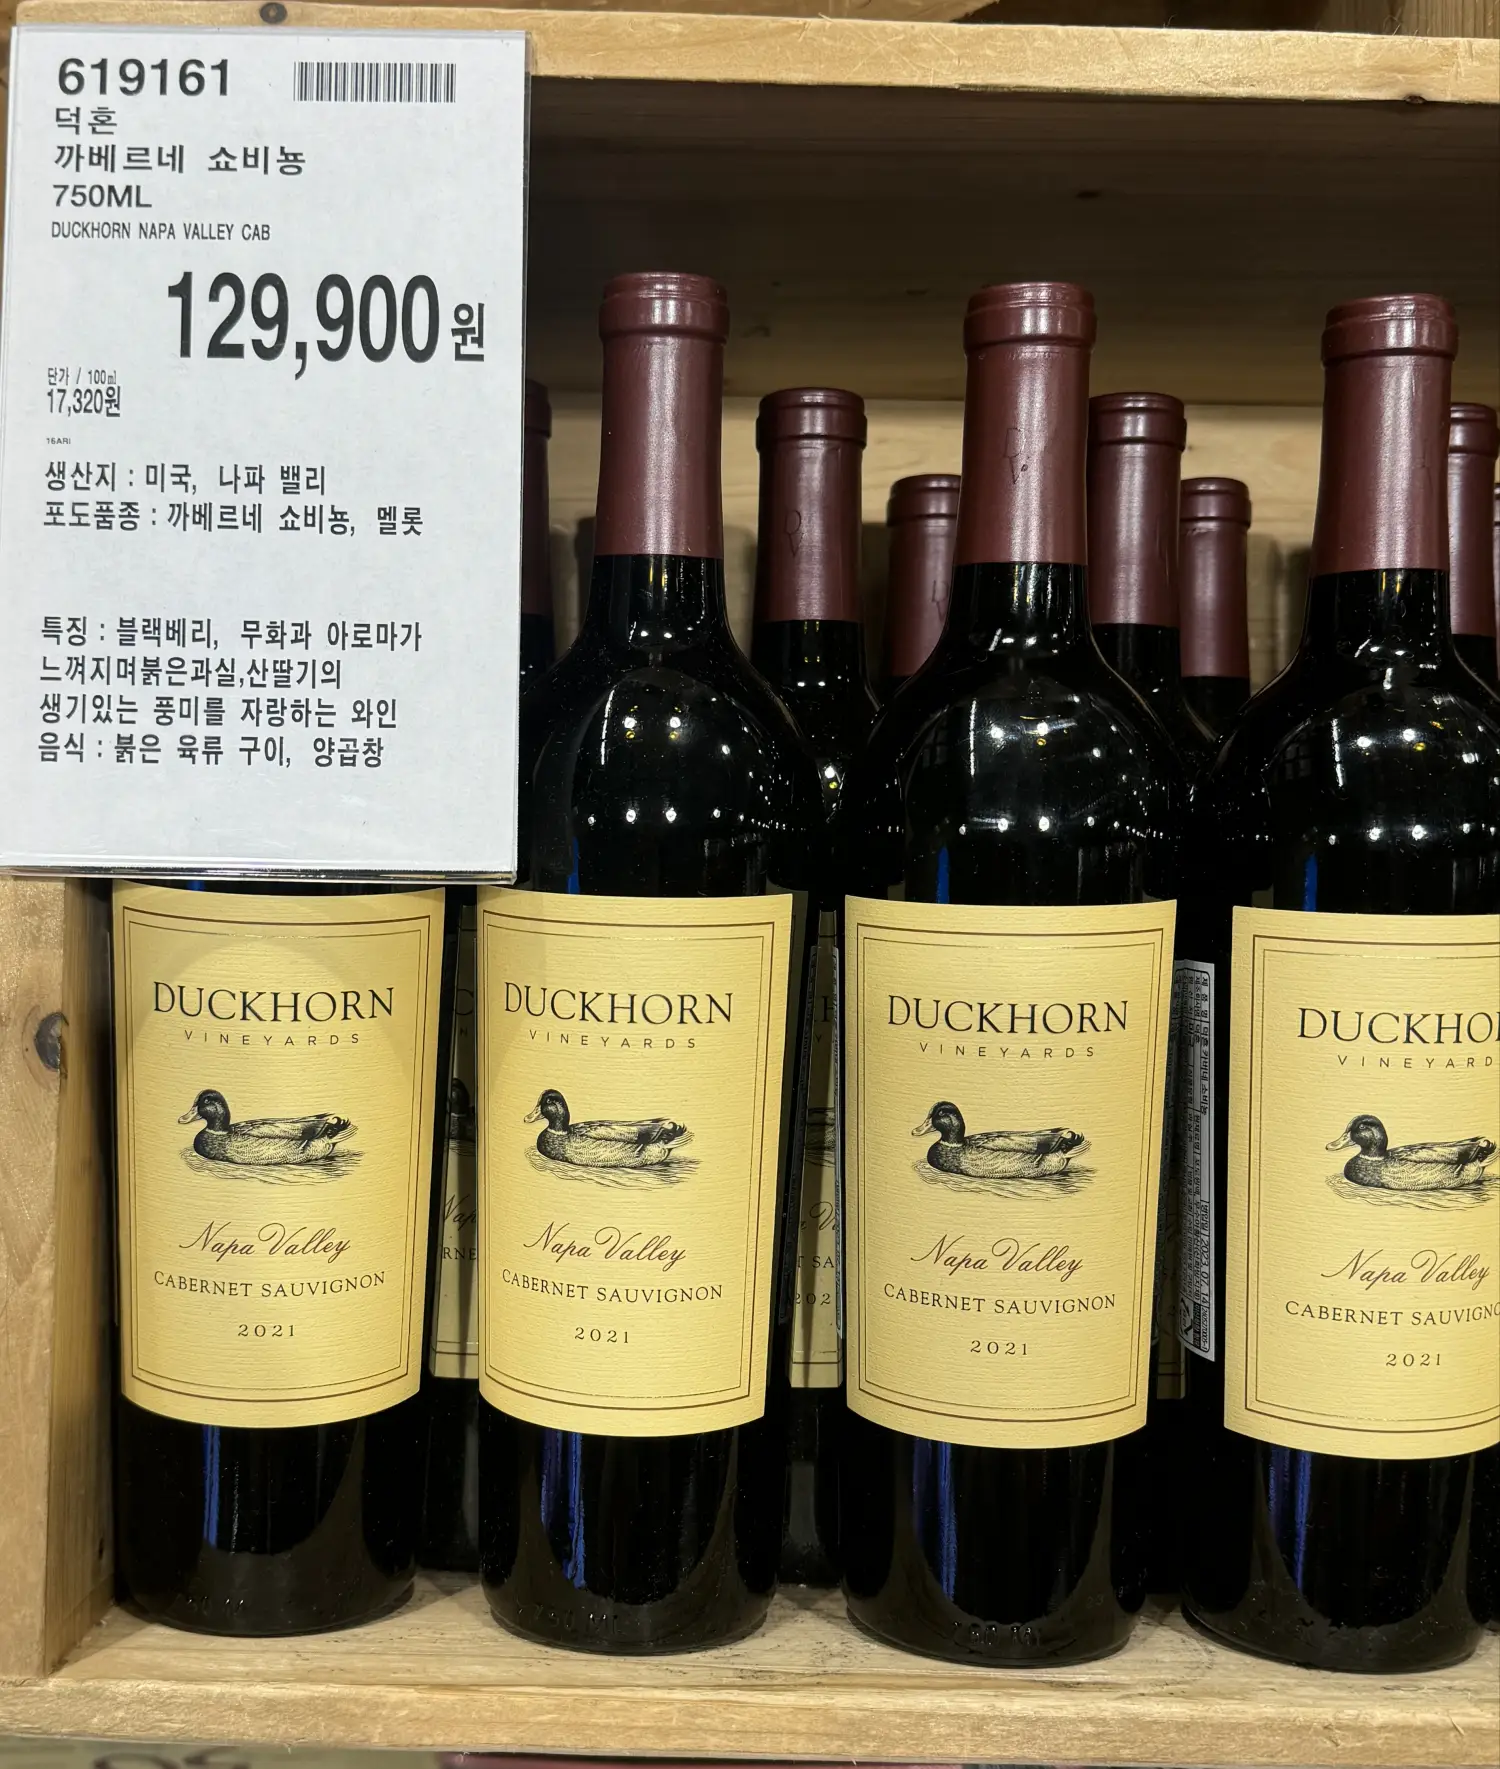 619161
덕혼
까베르네 쇼비뇽
750ML
DUCKHORN NAPA VALLEY CAB
129,900원
단가 / 100㎖
17,320원
16ARI
생산지 : 미국, 나파 밸리
포도품종 : 까베르네 쇼비뇽, 멜롯
특징 : 블랙베리, 무화과 아로마가
느껴지며붉은과실,산딸기의
생기있는 풍미를 자랑하는 와인
음식 : 붉은 육류 구이, 양곱창
DUCKHORN
VINEYARDS
Napa Valley
CABERNET SAUVIGNON
2021
DUCKHORN
VINEYARDS
Napa Valley
CABERNET SAUVIGNON
2021
DUCKHORN
VINEYARDS
Napa Valley
CABERNET SAUVIGNON
2021
DUCKHO
VINEYARD
Napa Valley
CABERNET SAUVIGNO
2021